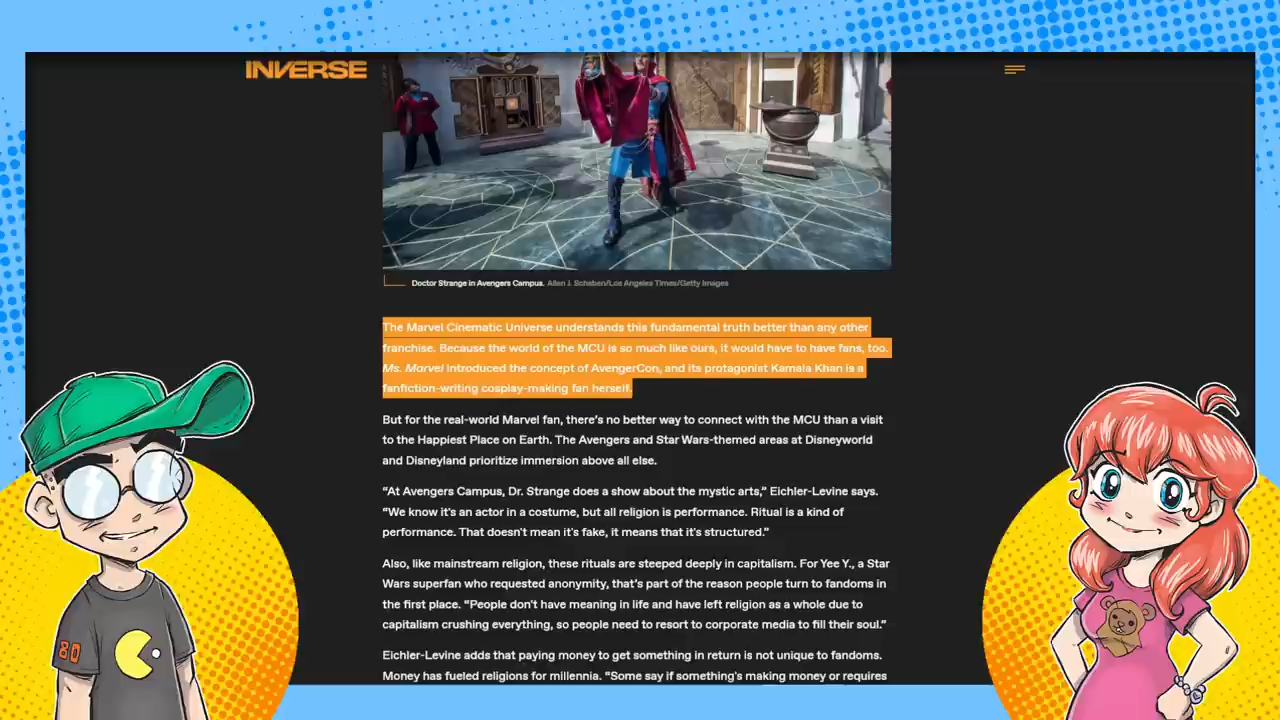 INVERSE
Doctor Strange in Avengers Campus. Allen J. Schaben/Los Angeles Times/Getty Images
The Marvel Cinematic Universe understands this fundamental truth better than any other
franchise. Because the world of the MCU is so much like ours, it would have to have fans, too.
Ms. Marvel introduced the concept of AvengerCon, and its protagonist Kamala Khan is a
fanfiction-writing cosplay-making fan herself.
But for the real-world Marvel fan, there's no better way to connect with the MCU than a visit
to the Happiest Place on Earth. The Avengers and Star Wars-themed areas at Disneyworld
and Disneyland prioritize immersion above all else.
“At Avengers Campus, Dr. Strange does a show about the mystic arts,” Eichler-Levine says.
“We know it's an actor in a costume, but all religion is performance. Ritual is a kind of
performance. That doesn't mean it's fake, it means that it's structured.”
Also, like mainstream religion, these rituals are steeped deeply in capitalism. For Yee Y., a Star
Wars superfan who requested anonymity, that's part of the reason people turn to fandoms in
the first place. “People don't have meaning in life and have left religion as a whole due to
capitalism crushing everything, so people need to resort to corporate media to fill their soul.”
Eichler-Levine adds that paying money to get something in return is not unique to fandoms.
Money has fueled religions for millennia. “Some say if something's making money or requires
80